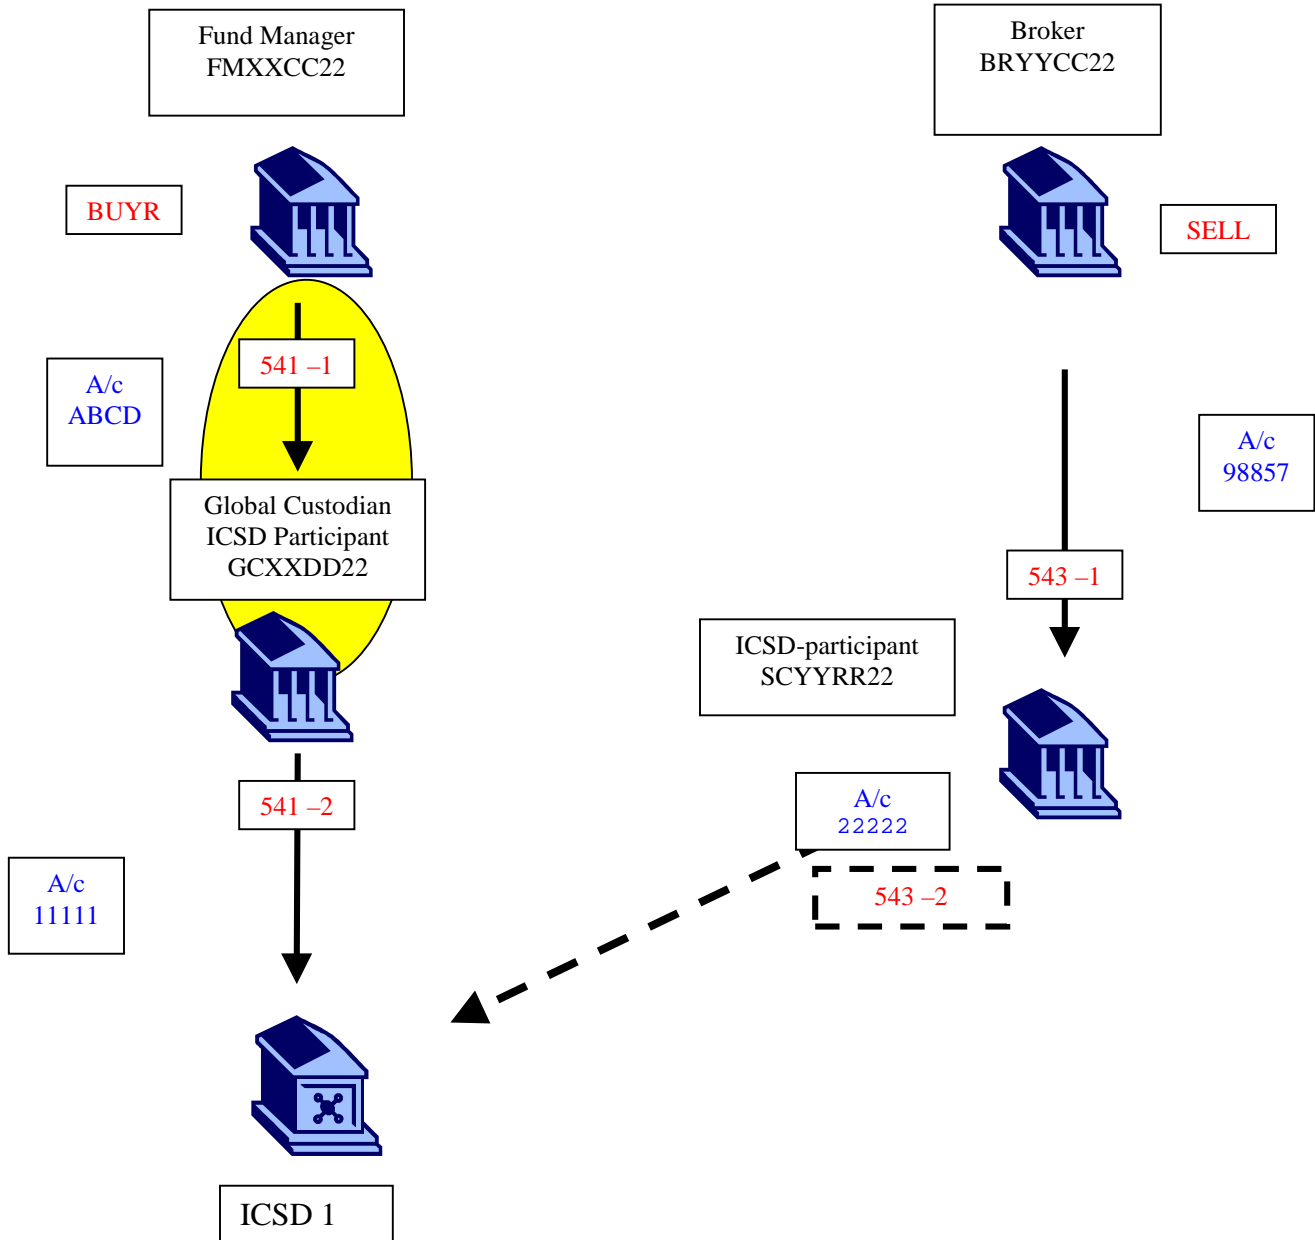 Fund Manager
FMXXCC22
Broker
BRYYCC22
BUYR
SELL
541 –1
A/c
ABCD
A/c
98857
Global Custodian
ICSD Participant
GCXXDD22
543 –1
ICSD-participant
SCYYRR22
541 –2
A/c
22222
A/c
11111
543 –2
ICSD 1